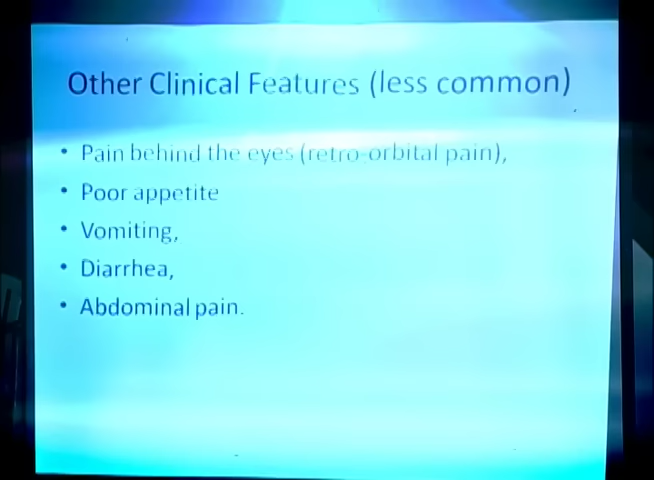 Other Clinical Features (less common)
• Pain behind the eyes (retro-orbital pain),
• Poor appetite
• Vomiting,
• Diarrhea,
• Abdominal pain.